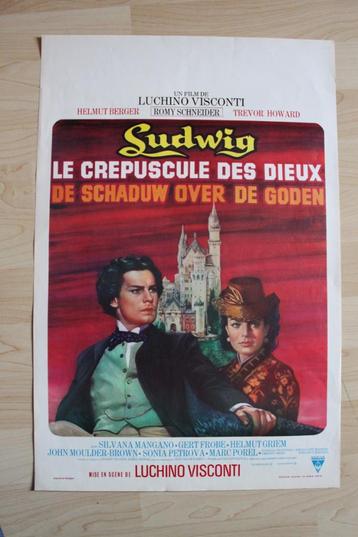 UN FILM DE
LUCHINO VISCONTI
HELMUT BERGER ROMY SCHNEIDER TREVOR HOWARD
Ludwig
LE CREPUSCULE DES DIEUX
DE SCHADUW OVER DE GODEN
SILVANA MANGANO · GERT FROBE · HELMUT GRIEM
JOHN MOULDER-BROWN · SONIA PETROVA · MARC POREL
MISE EN SCENE DE LUCHINO VISCONTI